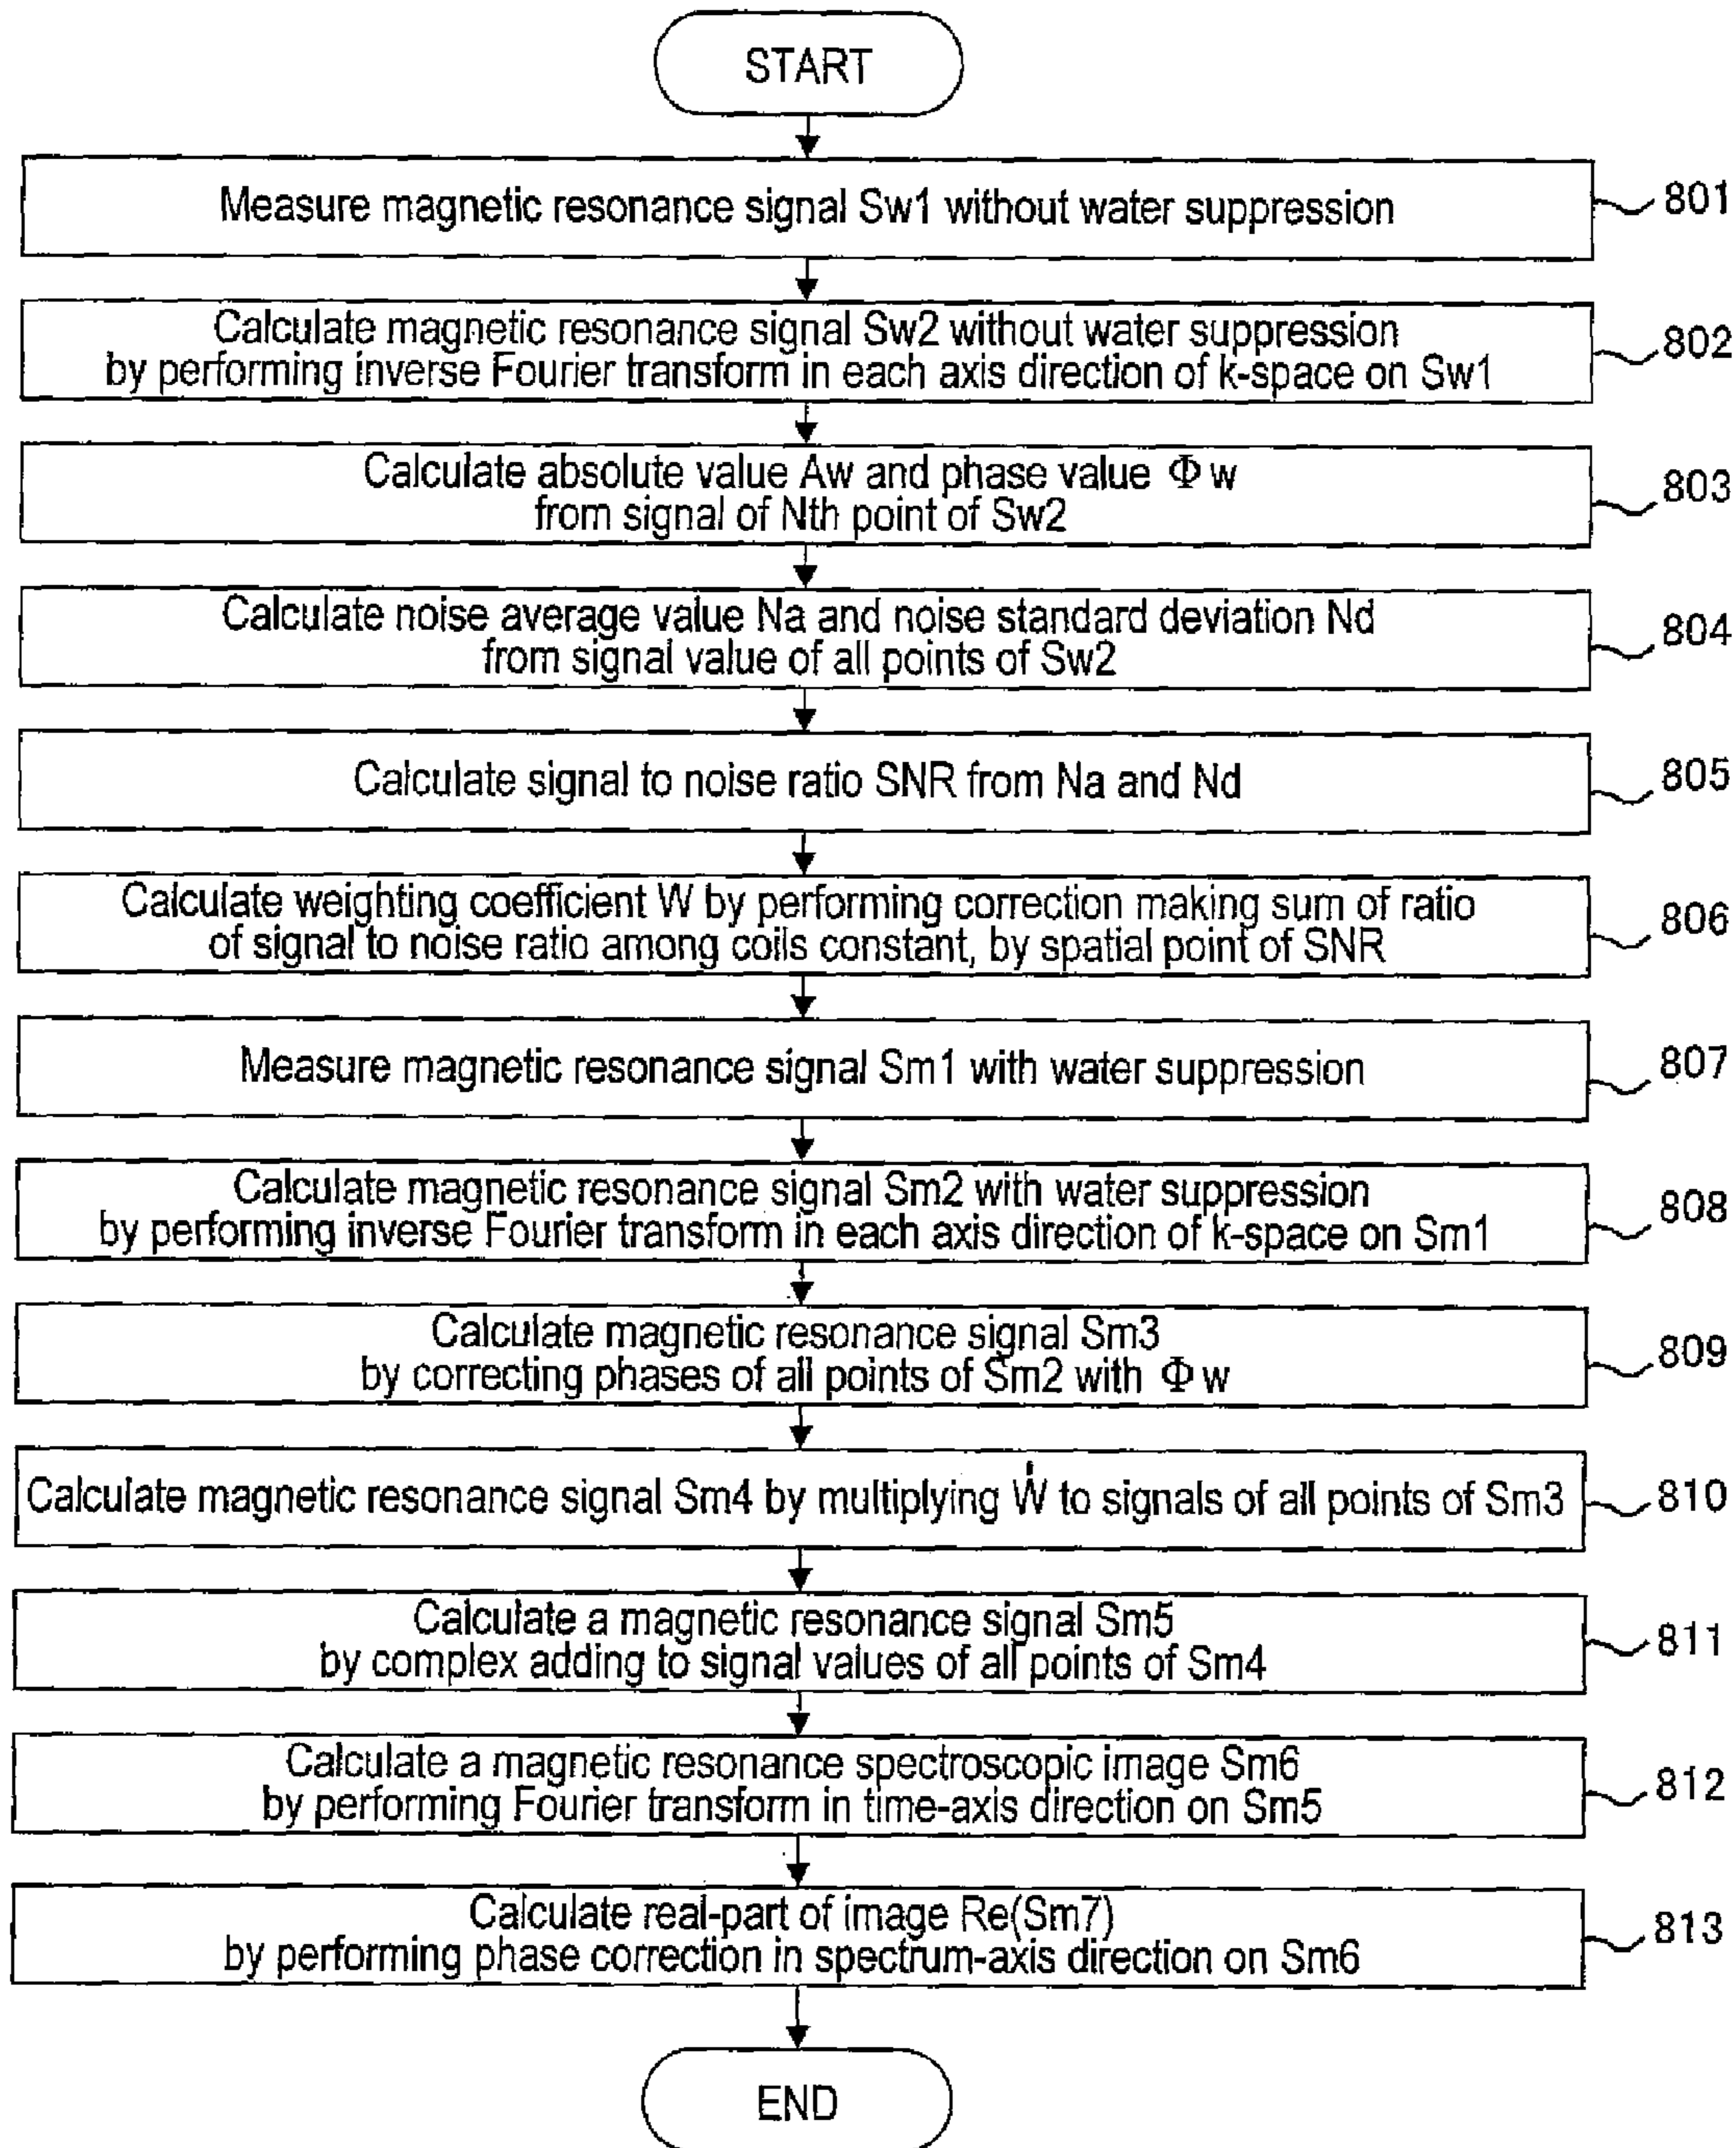 START
Measure magnetic resonance signal Sw1 without water suppression
801
Calculate magnetic resonance signal Sw2 without water suppression
by performing inverse Fourier transform in each axis direction of k-space on Sw1
802
Calculate absolute value Aw and phase value Φw
from signal of Nth point of Sw2
803
Calculate noise average value Na and noise standard deviation Nd
from signal value of all points of Sw2
804
Calculate signal to noise ratio SNR from Na and Nd
805
Calculate weighting coefficient W by performing correction making sum of ratio
of signal to noise ratio among coils constant, by spatial point of SNR
806
Measure magnetic resonance signal Sm1 with water suppression
807
Calculate magnetic resonance signal Sm2 with water suppression
by performing inverse Fourier transform in each axis direction of k-space on Sm1
808
Calculate magnetic resonance signal Sm3
by correcting phases of all points of Sm2 with Φw
809
Calculate magnetic resonance signal Sm4 by multiplying W to signals of all points of Sm3
810
Calculate a magnetic resonance signal Sm5
by complex adding to signal values of all points of Sm4
811
Calculate a magnetic resonance spectroscopic image Sm6
by performing Fourier transform in time-axis direction on Sm5
812
Calculate real-part of image Re(Sm7)
by performing phase correction in spectrum-axis direction on Sm6
813
END